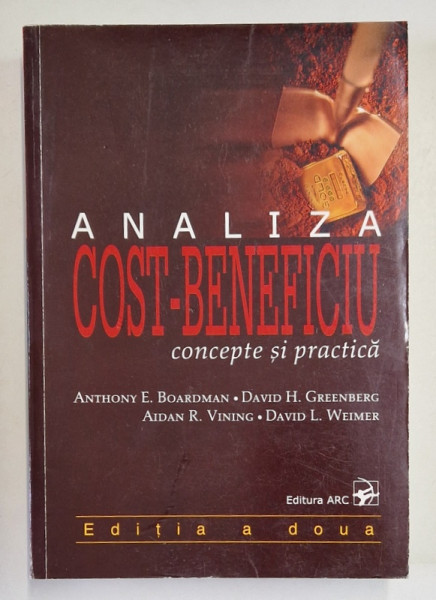 ANALIZA
COST-BENEFICIU
concepte și practică
ANTHONY E. BOARDMAN • DAVID H. GREENBERG
AIDAN R. VINING • DAVID L. WEIMER
Editura ARC
Ediția a doua